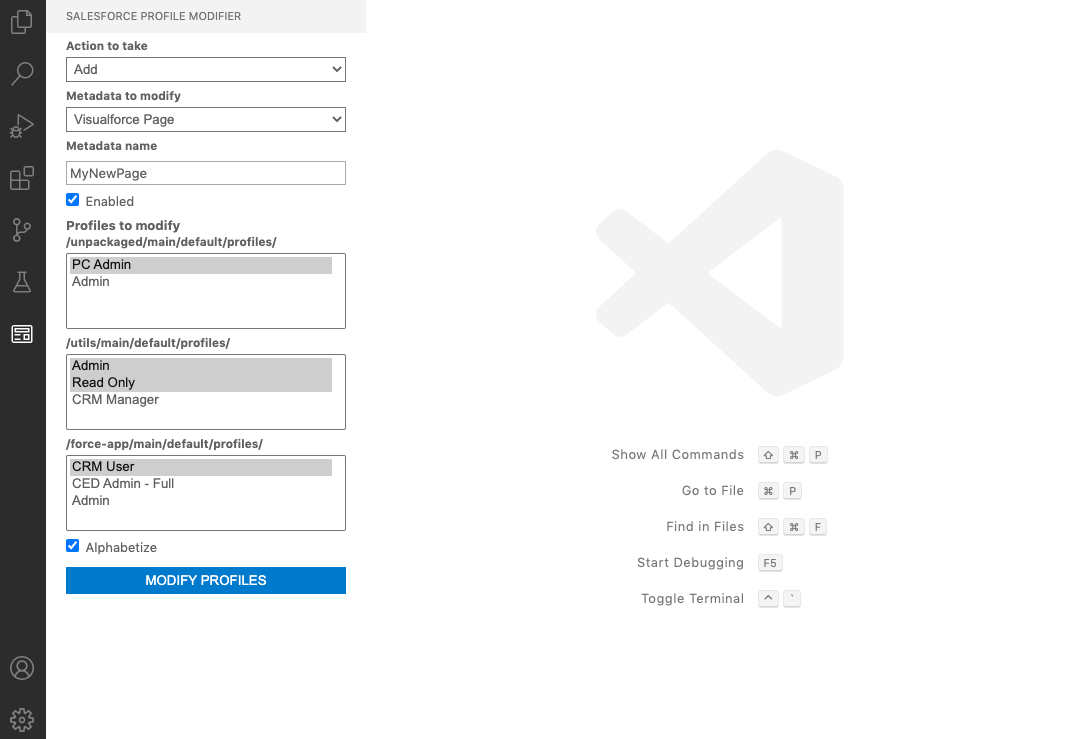 SALESFORCE PROFILE MODIFIER
Action to take
Add
Metadata to modify
Visualforce Page
Metadata name
MyNewPage
Enabled
Profiles to modify
/unpackaged/main/default/profiles/
PC Admin
Admin
/utils/main/default/profiles/
Admin
Read Only
CRM Manager
/force-app/main/default/profiles/
CRM User
CED Admin - Full
Admin
Alphabetize
MODIFY PROFILES
Show All Commands ⇧ ⌘ P
Go to File ⌘ P
Find in Files ⇧ ⌘ F
Start Debugging F5
Toggle Terminal ^ `